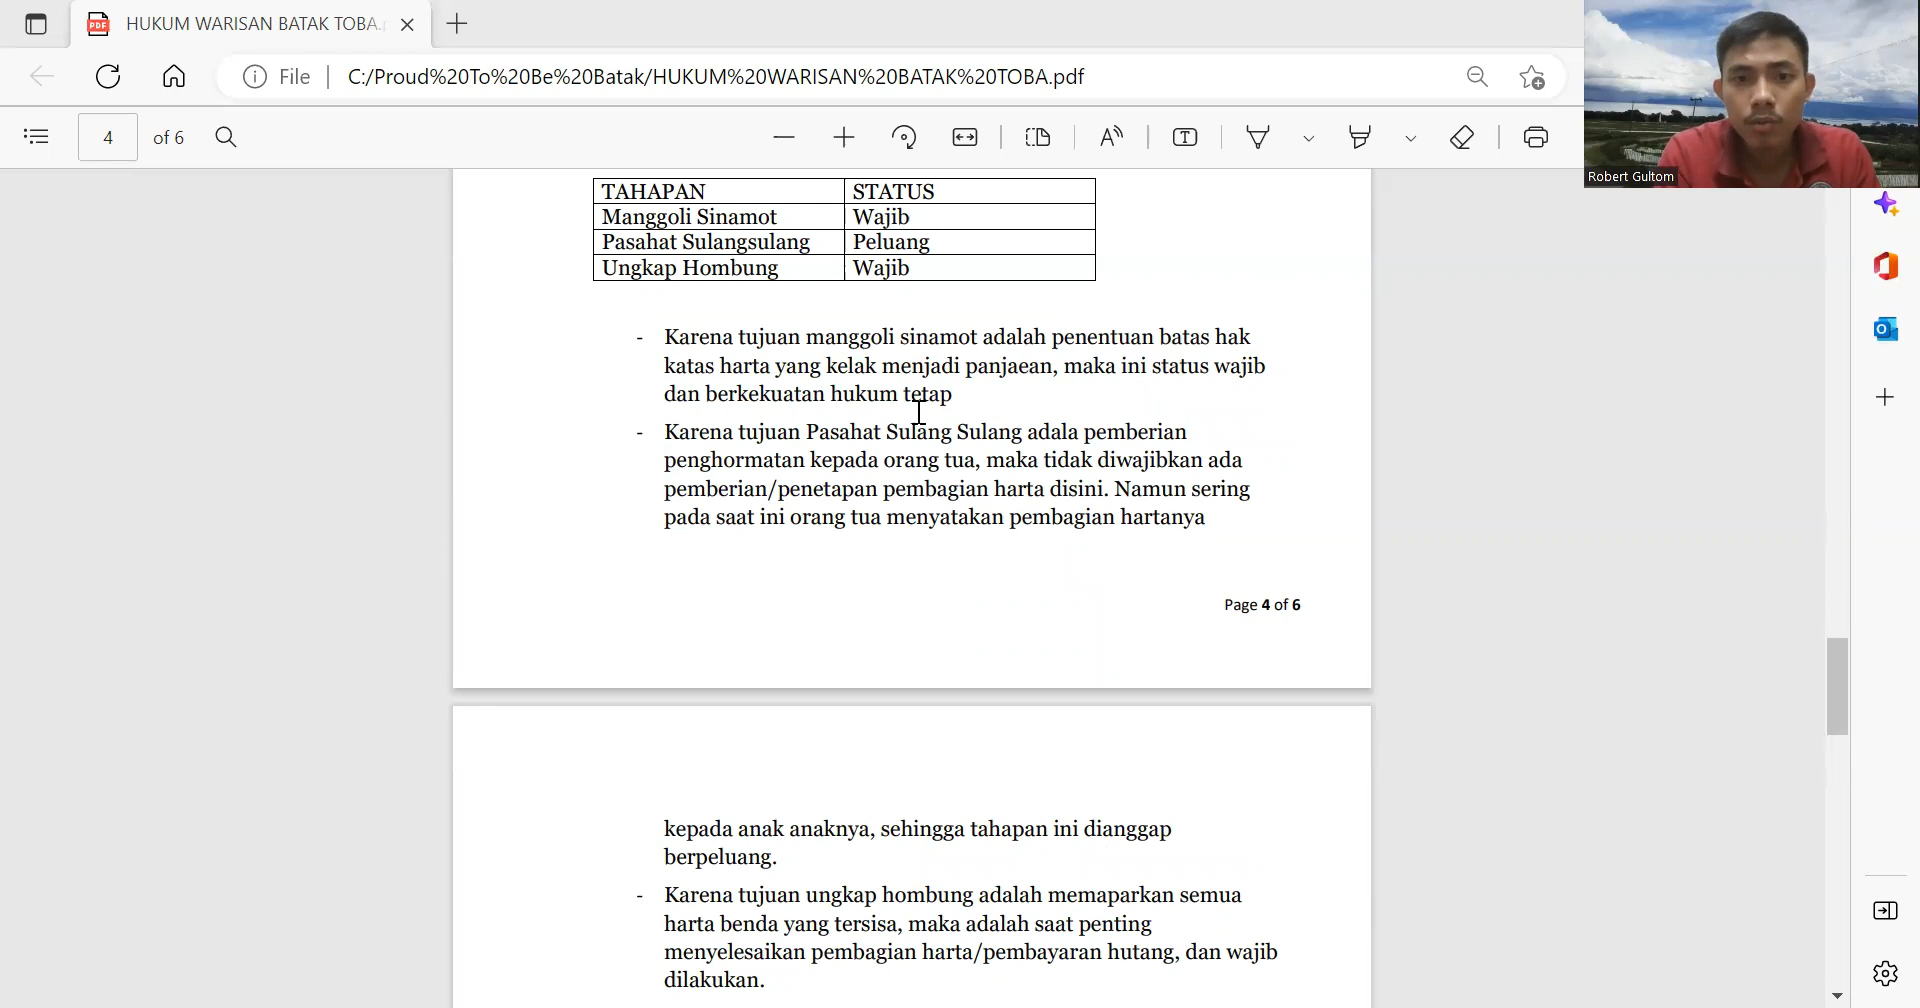 HUKUM WARISAN BATAK TOBA.
File
C:/Proud%20To%20Be%20Batak/HUKUM%20WARISAN%20BATAK%20TOBA.pdf
4 of 6
Robert Gultom
TAHAPAN STATUS
Manggoli Sinamot Wajib
Pasahat Sulangsulang Peluang
Ungkap Hombung Wajib
- Karena tujuan manggoli sinamot adalah penentuan batas hak
katas harta yang kelak menjadi panjaean, maka ini status wajib
dan berkekuatan hukum tetap
- Karena tujuan Pasahat Sulang Sulang adala pemberian
penghormatan kepada orang tua, maka tidak diwajibkan ada
pemberian/penetapan pembagian harta disini. Namun sering
pada saat ini orang tua menyatakan pembagian hartanya
Page 4 of 6
kepada anak anaknya, sehingga tahapan ini dianggap
berpeluang.
- Karena tujuan ungkap hombung adalah memaparkan semua
harta benda yang tersisa, maka adalah saat penting
menyelesaikan pembagian harta/pembayaran hutang, dan wajib
dilakukan.